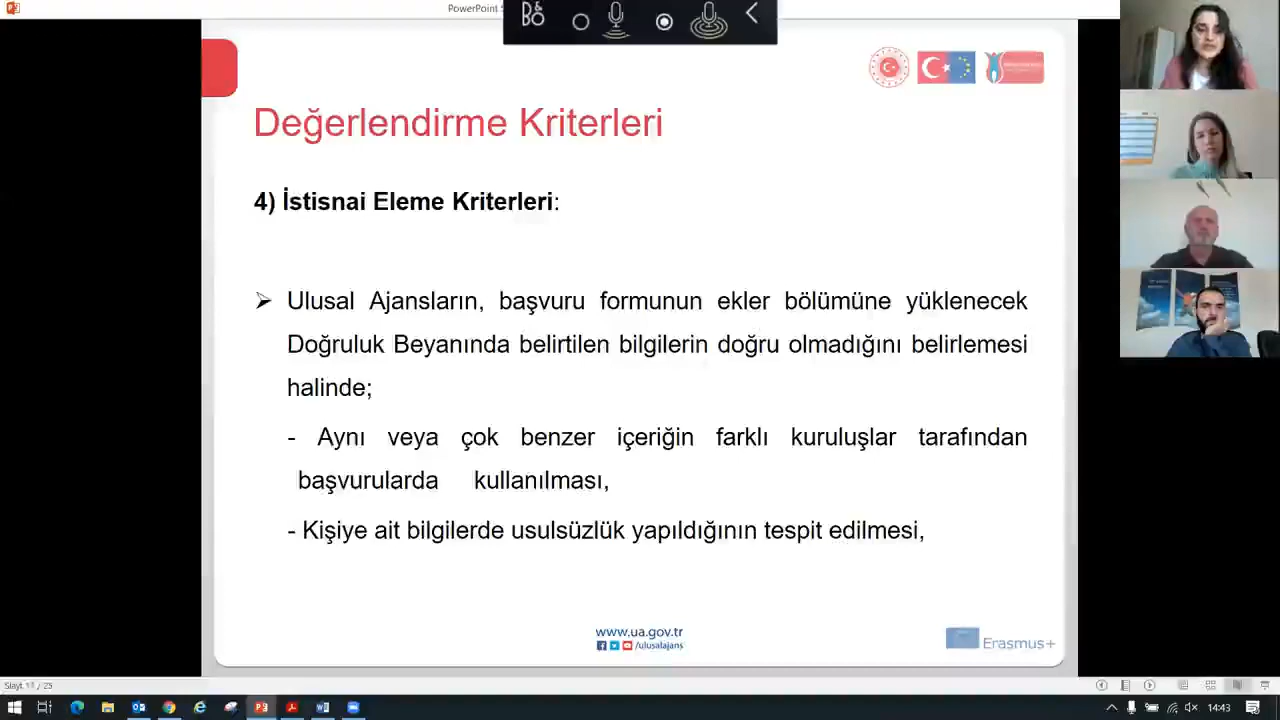 PowerPoint
Değerlendirme Kriterleri
4) İstisnai Eleme Kriterleri:
➢ Ulusal Ajansların, başvuru formunun ekler bölümüne yüklenecek
Doğruluk Beyanında belirtilen bilgilerin doğru olmadığını belirlemesi
halinde;
- Aynı veya çok benzer içeriğin farklı kuruluşlar tarafından
başvurularda kullanılması,
- Kişiye ait bilgilerde usulsüzlük yapıldığının tespit edilmesi,
www.ua.gov.tr
/ulusalajans
Erasmus+
Slayt
14:43